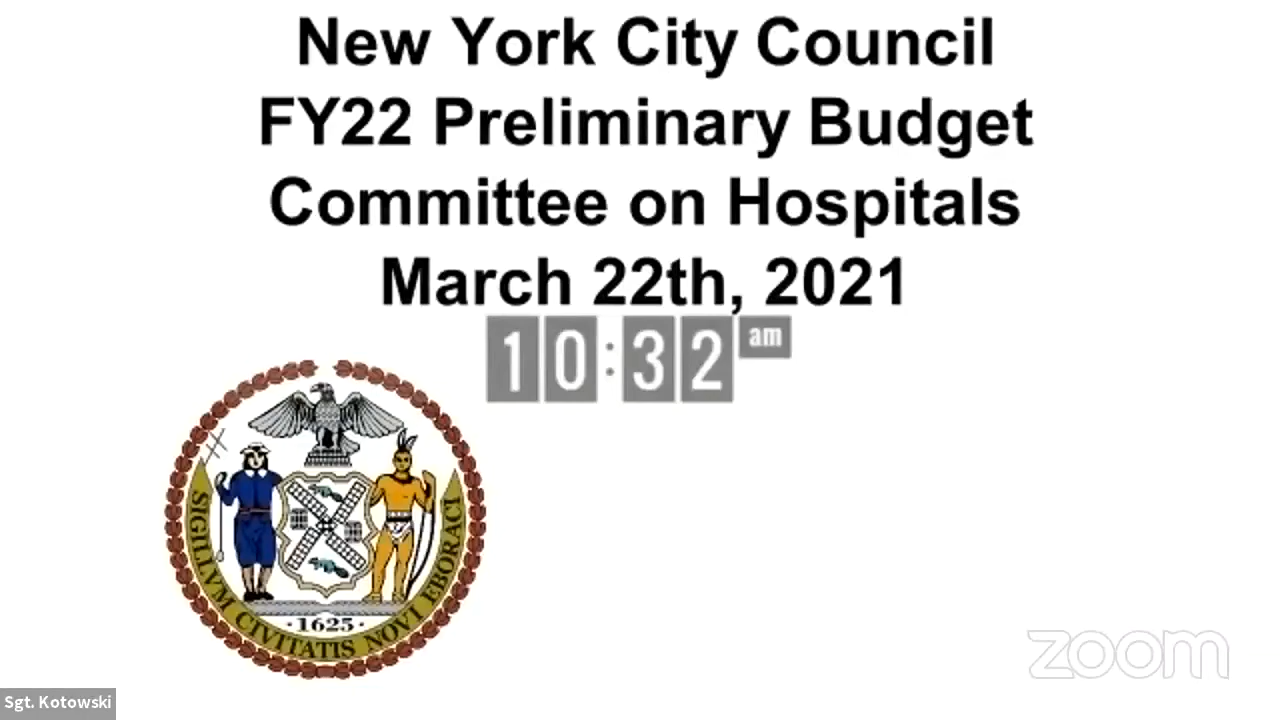 New York City Council
FY22 Preliminary Budget
Committee on Hospitals
March 22th, 2021
10:32 am
SIGILLVM CIVITATIS NOVI EBORACI
·1625·
zoom
Sgt. Kotowski